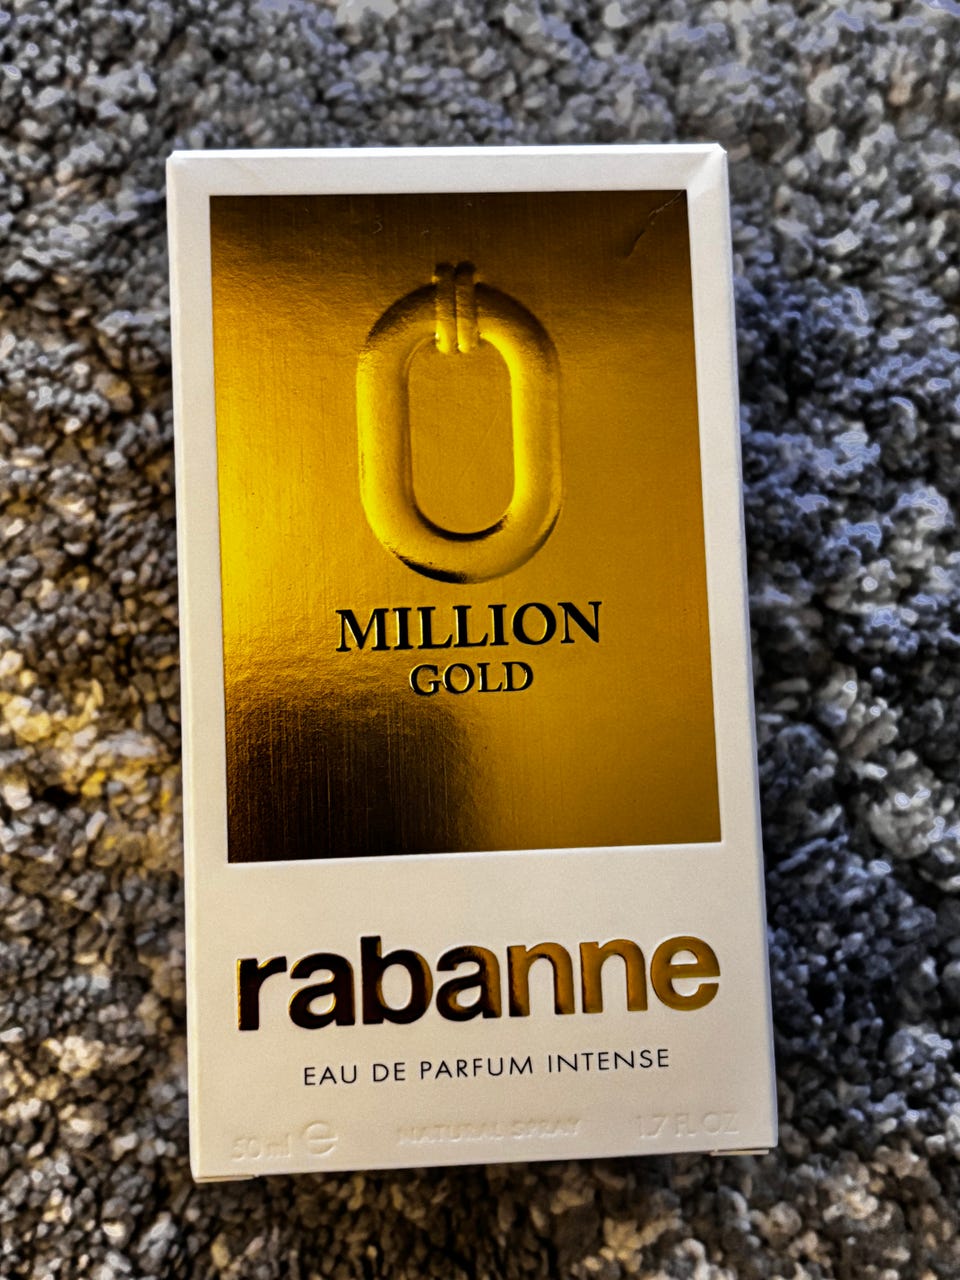 MILLION
GOLD
rabanne
EAU DE PARFUM INTENSE
50 ml ℮ NATURAL SPRAY 1.7 FL OZ